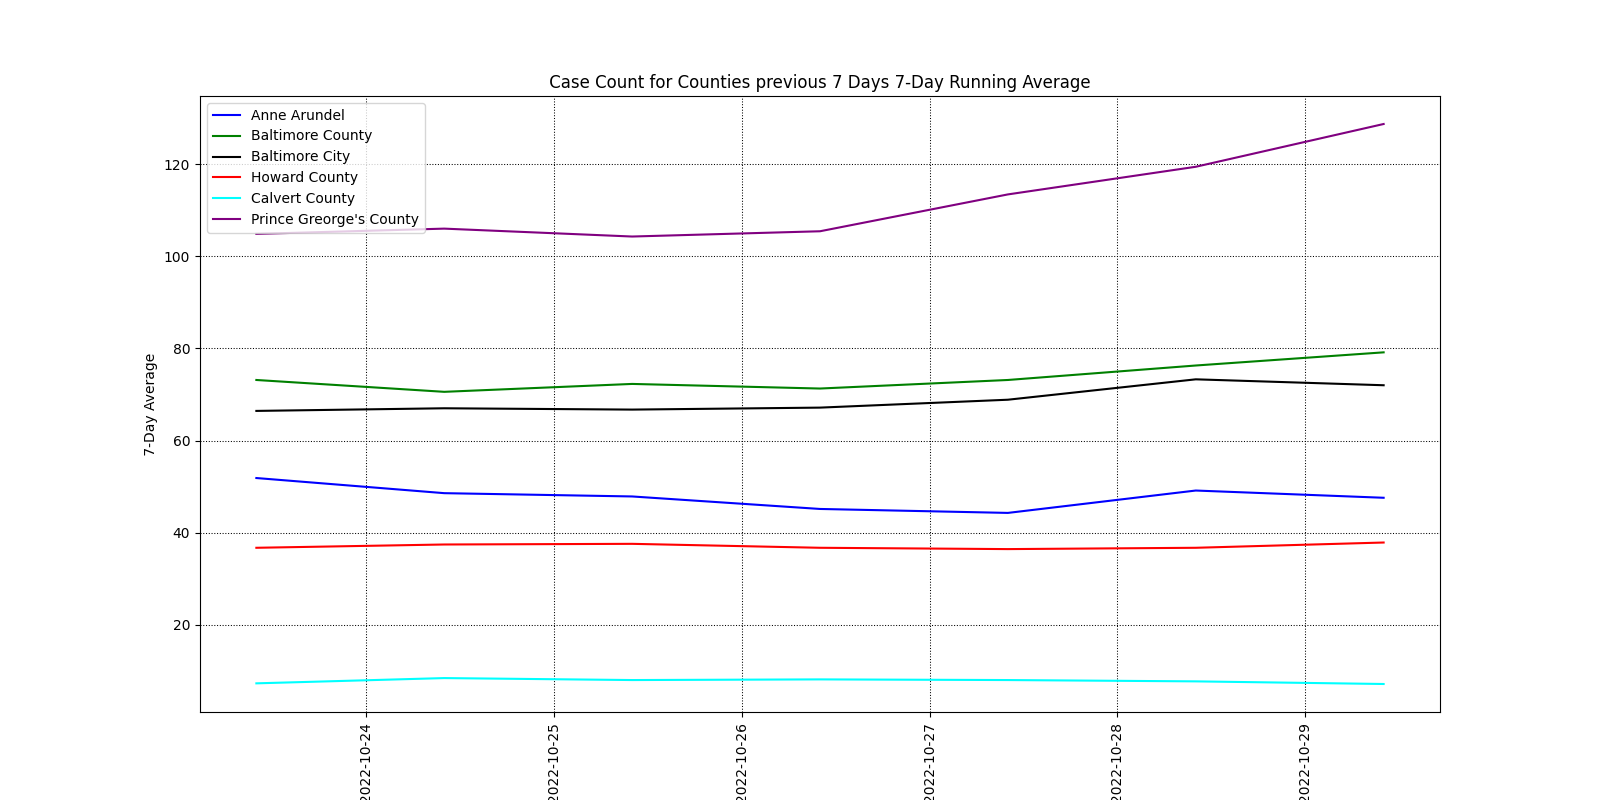 Case Count for Counties previous 7 Days 7-Day Running Average
Anne Arundel
Baltimore County
Baltimore City
Howard County
Calvert County
Prince Greorge's County
7-Day Average
120
100
80
60
40
20
2022-10-24
2022-10-25
2022-10-26
2022-10-27
2022-10-28
2022-10-29